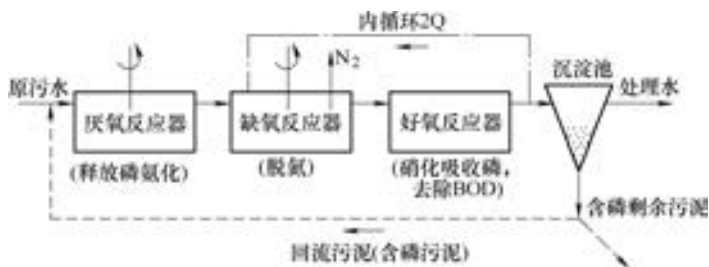 内循环2Q
N₂
沉淀池
原污水
处理水
厌氧反应器
缺氧反应器
好氧反应器
(释放磷氨化)
(脱氮)
(硝化吸收磷,
去除BOD)
含磷剩余污泥
回流污泥(含磷污泥)